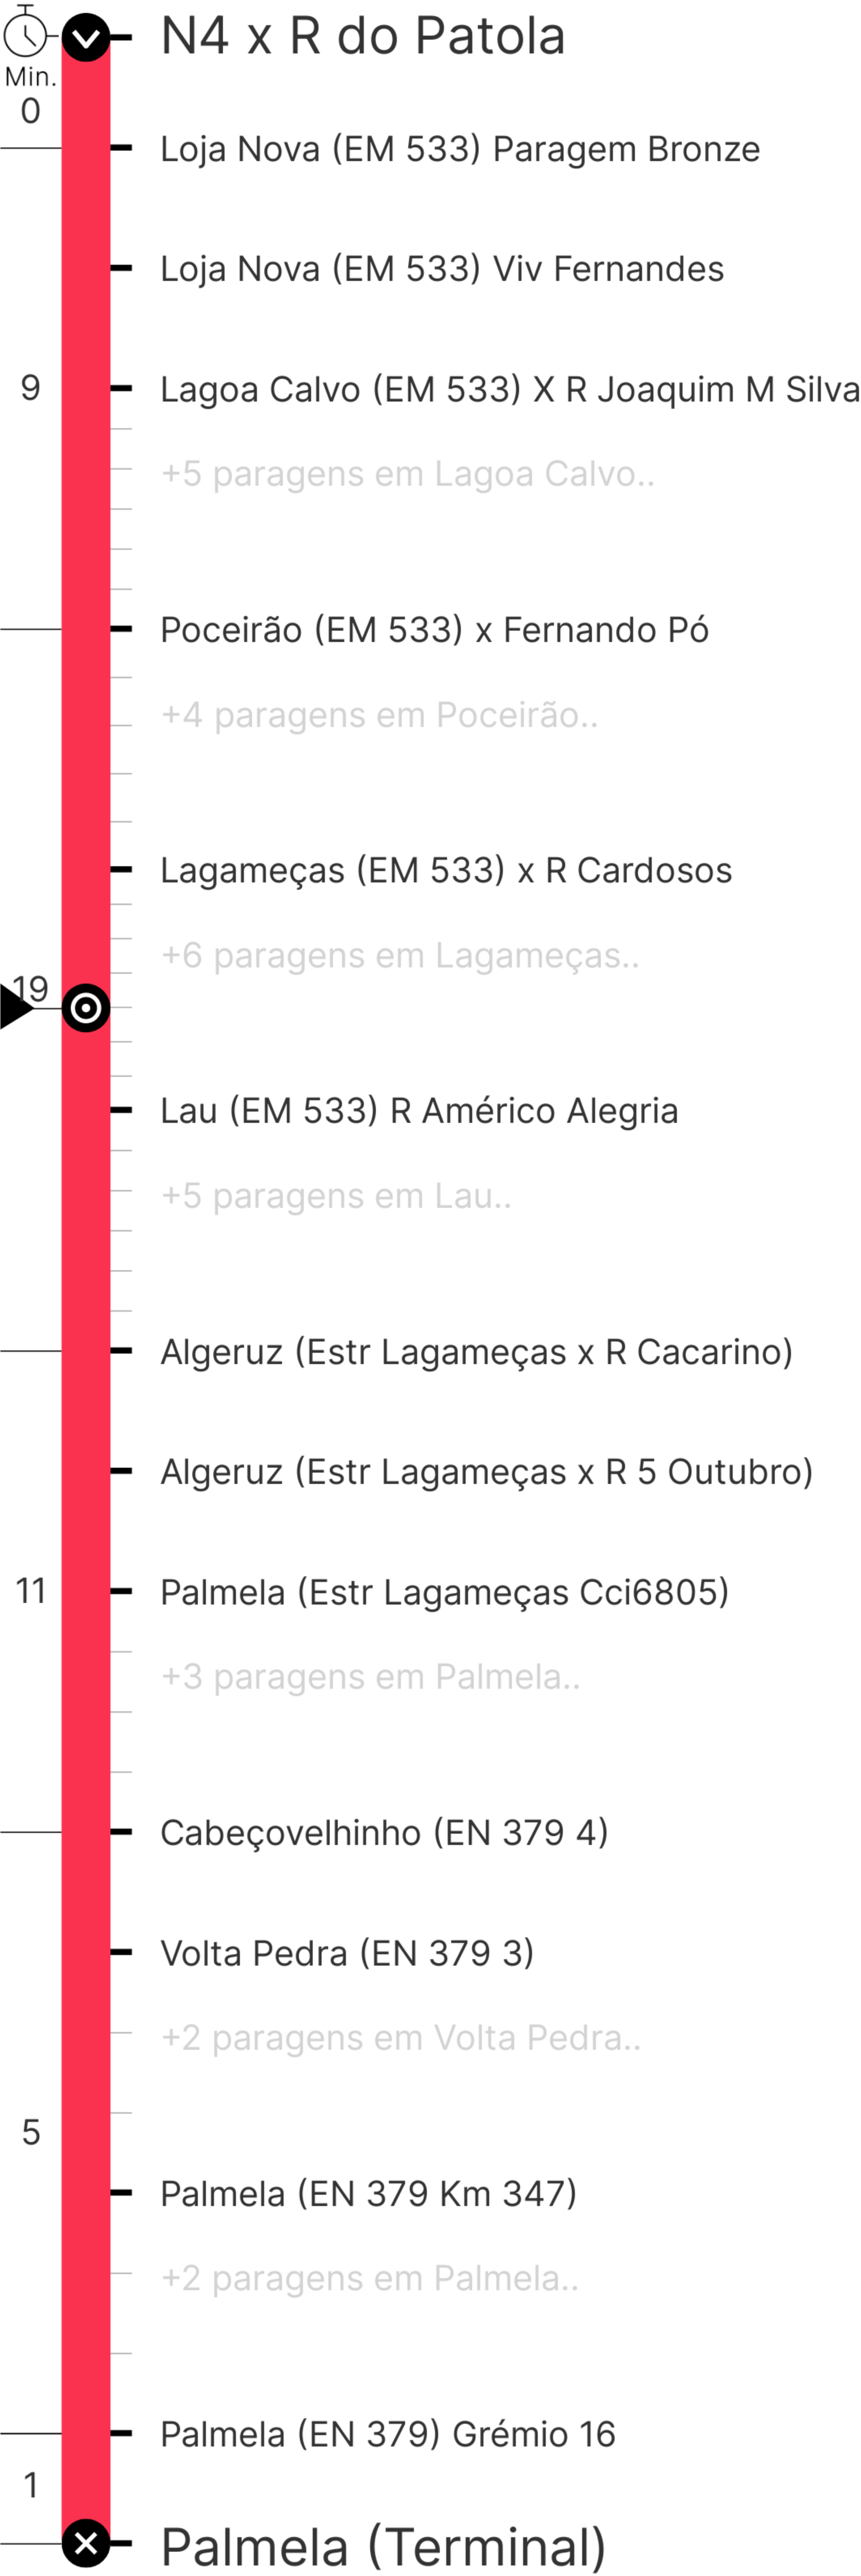 N4 x R do Patola
Min.
0
Loja Nova (EM 533) Paragem Bronze
Loja Nova (EM 533) Viv Fernandes
9
Lagoa Calvo (EM 533) X R Joaquim M Silva
+5 paragens em Lagoa Calvo..
Poceirão (EM 533) x Fernando Pó
+4 paragens em Poceirão..
Lagameças (EM 533) x R Cardosos
+6 paragens em Lagameças..
19
Lau (EM 533) R Américo Alegria
+5 paragens em Lau..
Algeruz (Estr Lagameças x R Cacarino)
Algeruz (Estr Lagameças x R 5 Outubro)
11
Palmela (Estr Lagameças Cci6805)
+3 paragens em Palmela..
Cabeçovelhinho (EN 379 4)
Volta Pedra (EN 379 3)
+2 paragens em Volta Pedra..
5
Palmela (EN 379 Km 347)
+2 paragens em Palmela..
Palmela (EN 379) Grémio 16
1
Palmela (Terminal)